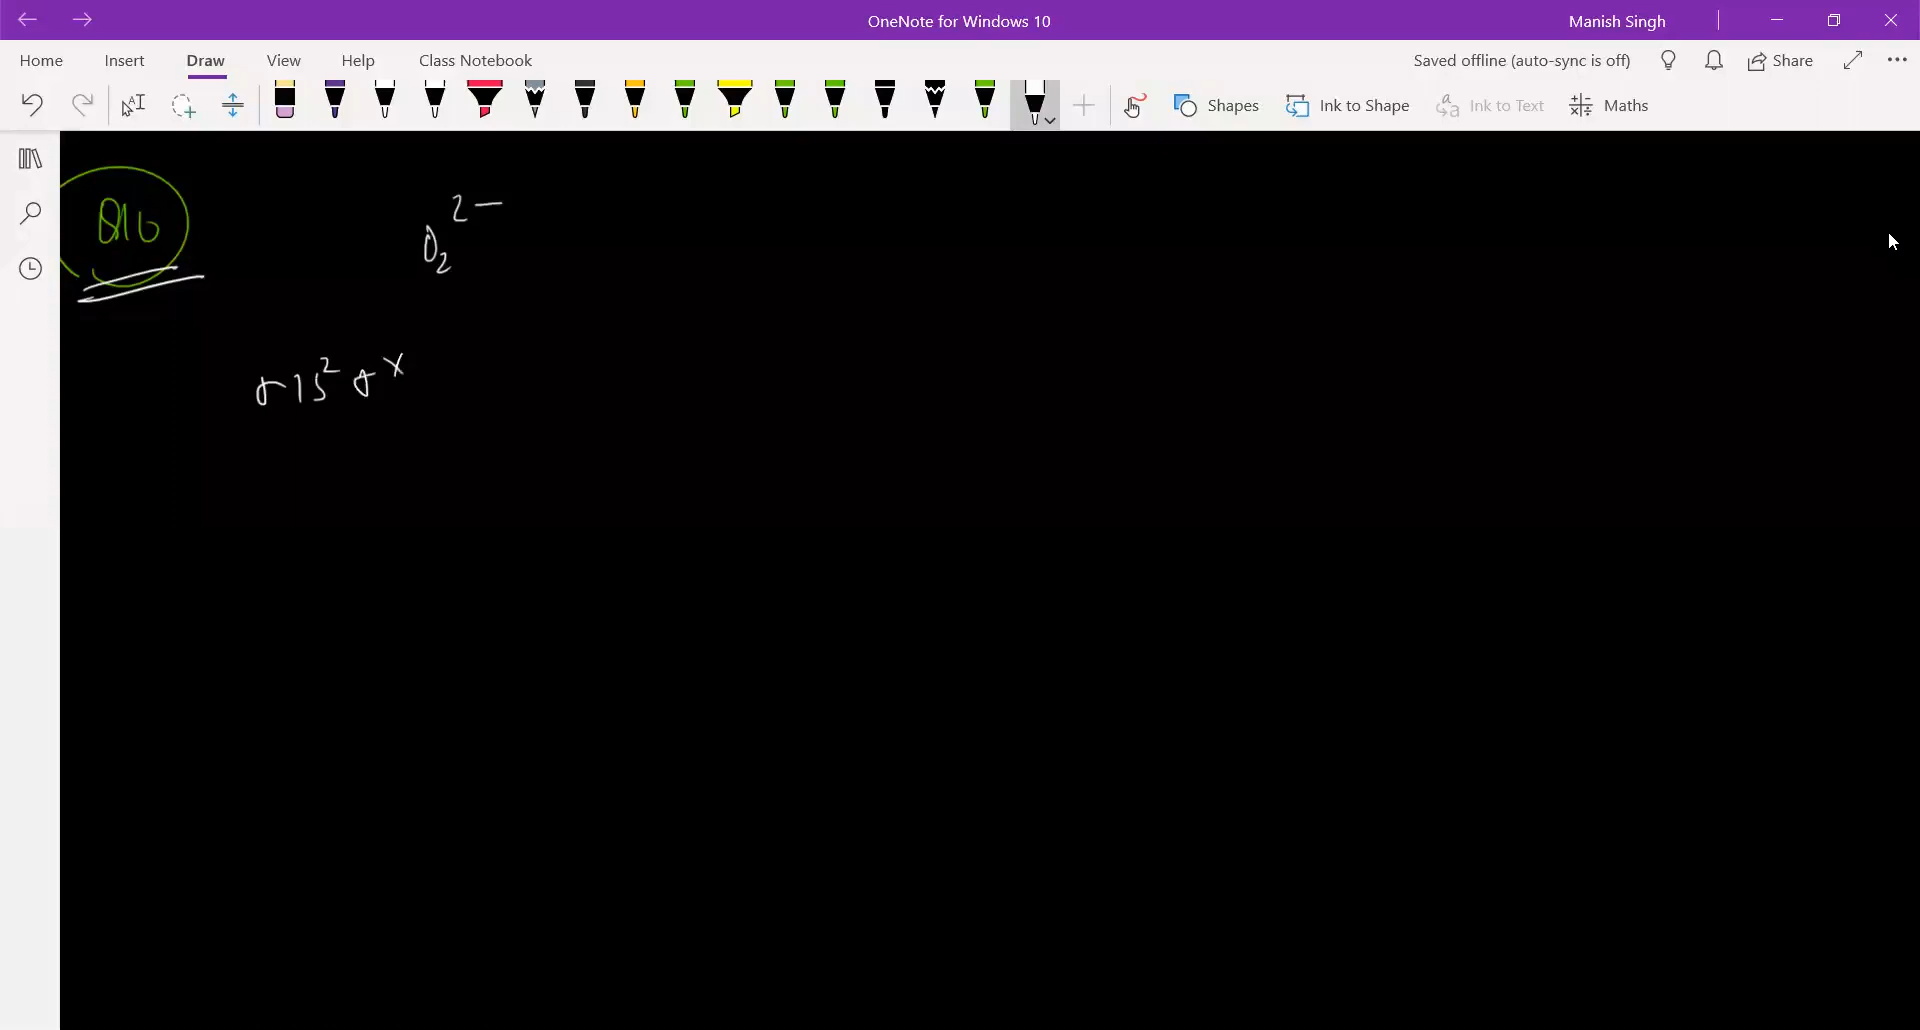 OneNote for Windows 10
Manish Singh
Home Insert Draw View Help Class Notebook
Saved offline (auto-sync is off) Share
Shapes Ink to Shape Ink to Text Maths
Q16
O₂²⁻
σ1s² σ*